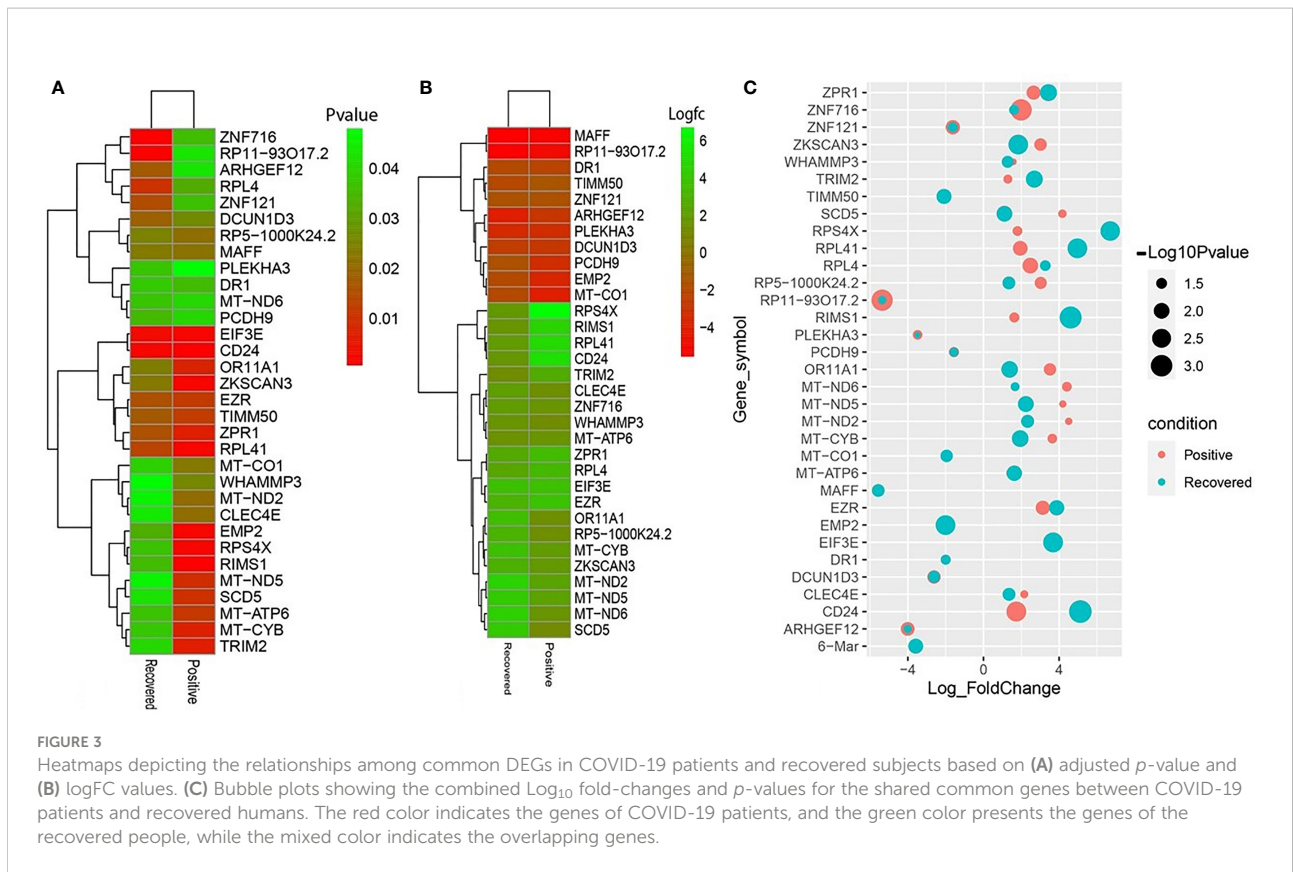 A
Pvalue
0.04
0.03
0.02
0.01
ZNF716
RP11-93O17.2
ARHGEF12
RPL4
ZNF121
DCUN1D3
RP5-1000K24.2
MAFF
PLEKHA3
DR1
MT-ND6
PCDH9
EIF3E
CD24
OR11A1
ZKSCAN3
EZR
TIMM50
ZPR1
RPL41
MT-CO1
WHAMMP3
MT-ND2
CLEC4E
EMP2
RPS4X
RIMS1
MT-ND5
SCD5
MT-ATP6
MT-CYB
TRIM2
Recovered
Positive
B
Logfc
6
4
2
0
-2
-4
MAFF
RP11-93O17.2
DR1
TIMM50
ZNF121
ARHGEF12
PLEKHA3
DCUN1D3
PCDH9
EMP2
MT-CO1
RPS4X
RIMS1
RPL41
CD24
TRIM2
CLEC4E
ZNF716
WHAMMP3
MT-ATP6
ZPR1
RPL4
EIF3E
EZR
OR11A1
RP5-1000K24.2
MT-CYB
ZKSCAN3
MT-ND2
MT-ND5
MT-ND6
SCD5
Recovered
Positive
C
Gene_symbol
ZPR1
ZNF716
ZNF121
ZKSCAN3
WHAMMP3
TRIM2
TIMM50
SCD5
RPS4X
RPL41
RPL4
RP5-1000K24.2
RP11-93O17.2
RIMS1
PLEKHA3
PCDH9
OR11A1
MT-ND6
MT-ND5
MT-ND2
MT-CYB
MT-CO1
MT-ATP6
MAFF
EZR
EMP2
EIF3E
DR1
DCUN1D3
CLEC4E
CD24
ARHGEF12
6-Mar
-4 0 4
Log_FoldChange
-Log10Pvalue
1.5
2.0
2.5
3.0
condition
Positive
Recovered
FIGURE 3
Heatmaps depicting the relationships among common DEGs in COVID-19 patients and recovered subjects based on (A) adjusted p-value and
(B) logFC values. (C) Bubble plots showing the combined Log10 fold-changes and p-values for the shared common genes between COVID-19
patients and recovered humans. The red color indicates the genes of COVID-19 patients, and the green color presents the genes of the
recovered people, while the mixed color indicates the overlapping genes.